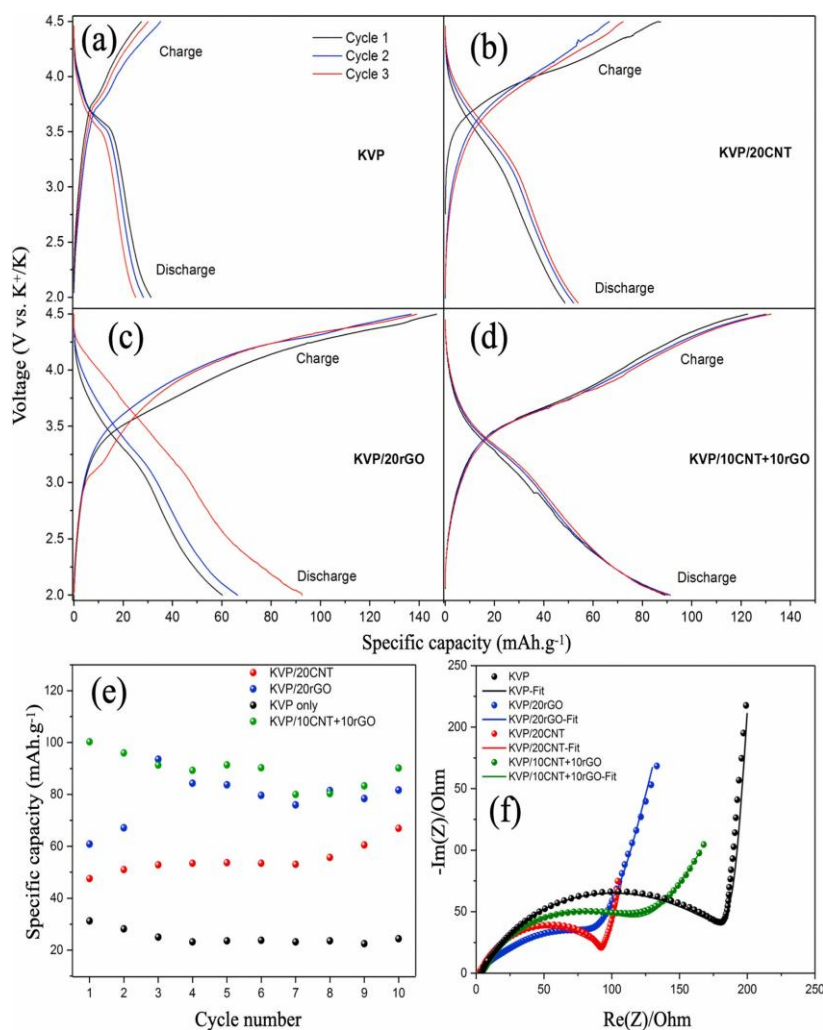 (a)
Charge
Cycle 1
Cycle 2
Cycle 3
KVP
Discharge
(b)
Charge
KVP/20CNT
Discharge
4.5
4.0
3.5
3.0
2.5
2.0
Voltage (V vs. K⁺/K)
(c)
Charge
KVP/20rGO
Discharge
(d)
Charge
KVP/10CNT+10rGO
Discharge
4.5
4.0
3.5
3.0
2.5
2.0
0 20 40 60 80 100 120 140 0 20 40 60 80 100 120 140
Specific capacity (mAh.g⁻¹)
(e)
KVP/20CNT
KVP/20rGO
KVP only
KVP/10CNT+10rGO
120
100
80
60
40
20
Specific capacity (mAh.g⁻¹)
1 2 3 4 5 6 7 8 9 10
Cycle number
(f)
KVP
KVP-Fit
KVP/20rGO
KVP/20rGO-Fit
KVP/20CNT
KVP/20CNT-Fit
KVP/10CNT+10rGO
KVP/10CNT+10rGO-Fit
250
200
50
00
50
0
-Im(Z)/Ohm
0 50 100 150 200 250
Re(Z)/Ohm